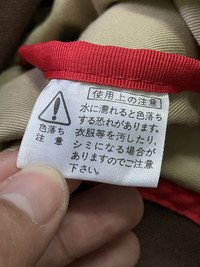 使用上の注意
水に濡れると色落ち
する恐れがあります。
衣服等を汚したり、
シミになる場合が
ありますのでご注意
下さい。
色落ち
注意